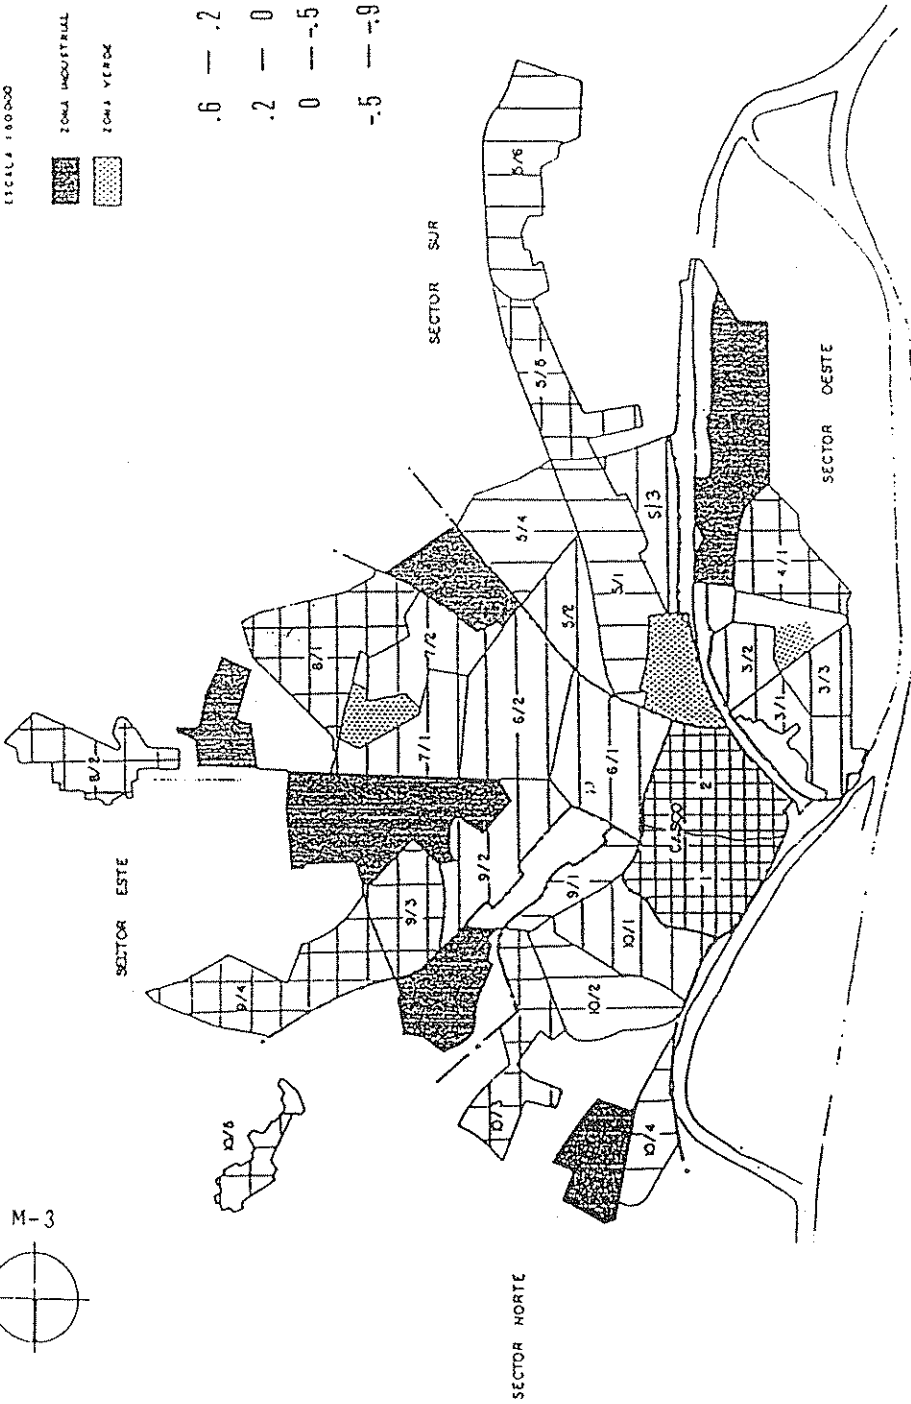 M-3
ESCALA 1:60000
ZONA INDUSTRIAL
ZONA VERDE
.6 — .2
.2 — 0
0 — -.5
-.5 — -.9
SECTOR ESTE
SECTOR SUR
SECTOR NORTE
SECTOR OESTE
8/2
8/1
7/2
7/1
6/2
6/1
5/4
5/2
5/1
5/3
5/5
5/6
9/4
9/3
9/2
9/1
10/6
10/3
10/2
10/1
10/4
CASCO
1
2
3/1
3/2
3/3
4/1